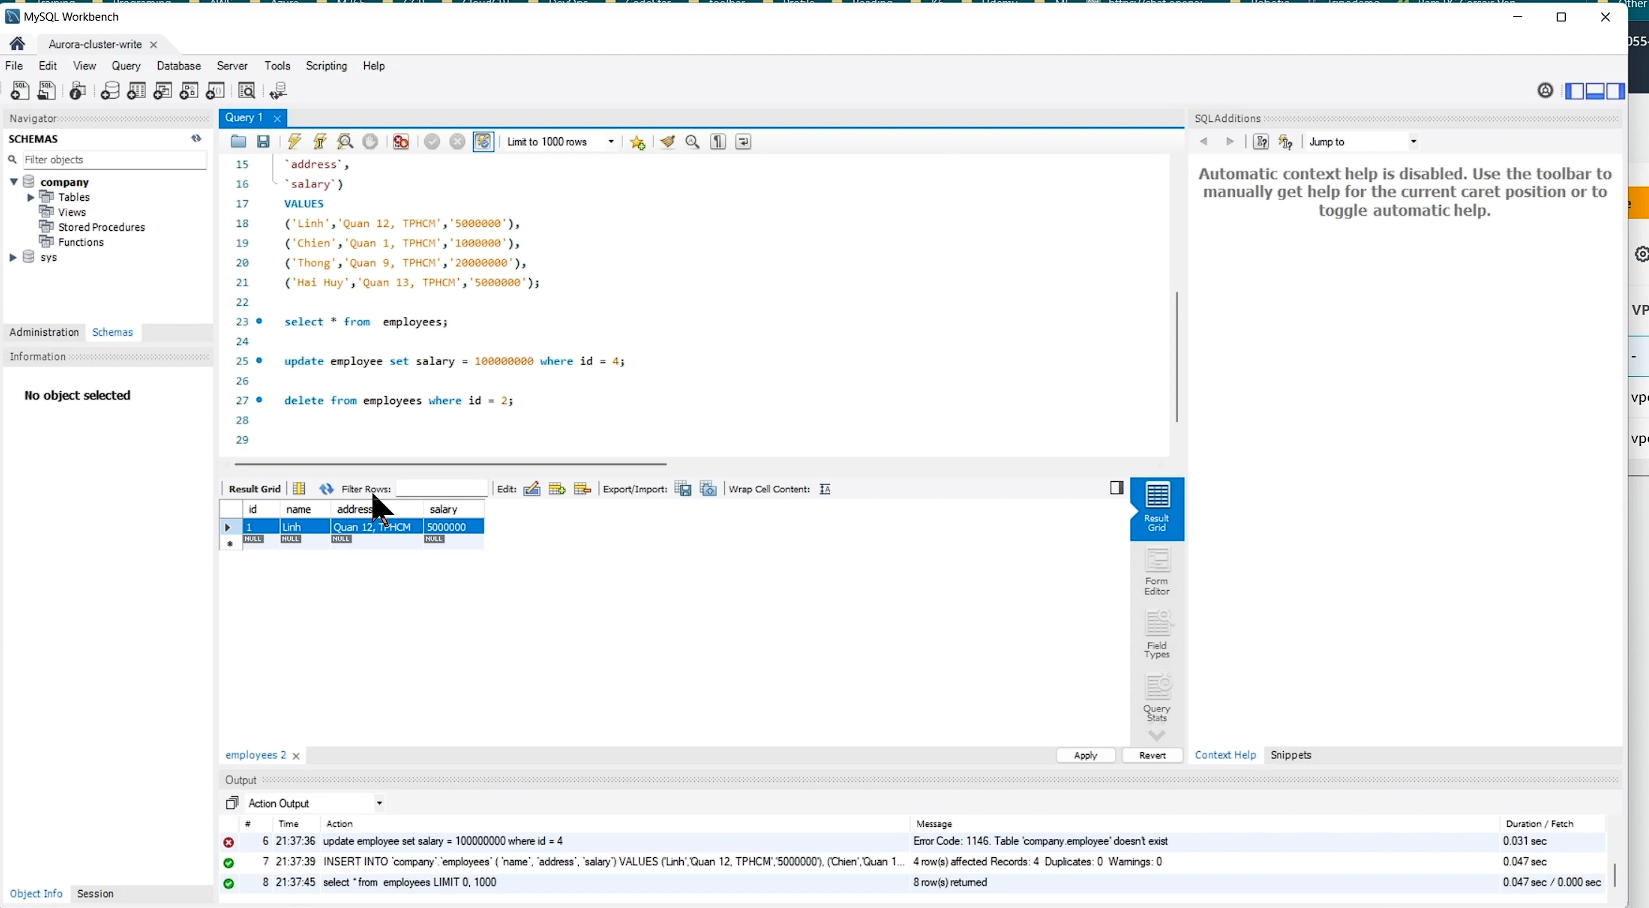 MySQL Workbench
Aurora-cluster-write
File Edit View Query Database Server Tools Scripting Help
Navigator
SCHEMAS
Filter objects
company
Tables
Views
Stored Procedures
Functions
sys
Administration Schemas
Information
No object selected
Object Info Session
Query 1
Limit to 1000 rows
15 `address`,
16 `salary`)
17 VALUES
18 ('Linh','Quan 12, TPHCM','5000000'),
19 ('Chien','Quan 1, TPHCM','1000000'),
20 ('Thong','Quan 9, TPHCM','20000000'),
21 ('Hai Huy','Quan 13, TPHCM','5000000');
22
23 select * from employees;
24
25 update employee set salary = 100000000 where id = 4;
26
27 delete from employees where id = 2;
28
29
Result Grid Filter Rows: Edit: Export/Import: Wrap Cell Content:
id name address salary
1 Linh Quan 12, TPHCM 5000000
NULL NULL NULL NULL
Result Grid
Form Editor
Field Types
Query Stats
employees 2 Apply Revert
SQLAdditions
Jump to
Automatic context help is disabled. Use the toolbar to
manually get help for the current caret position or to
toggle automatic help.
Context Help Snippets
Output
Action Output
# Time Action Message Duration / Fetch
6 21:37:36 update employee set salary = 100000000 where id = 4 Error Code: 1146. Table 'company.employee' doesn't exist 0.031 sec
7 21:37:39 INSERT INTO `company`.`employees` ( `name`, `address`, `salary`) VALUES ('Linh','Quan 12, TPHCM','5000000'), ('Chien','Quan 1... 4 row(s) affected Records: 4 Duplicates: 0 Warnings: 0 0.047 sec
8 21:37:45 select * from employees LIMIT 0, 1000 8 row(s) returned 0.047 sec / 0.000 sec